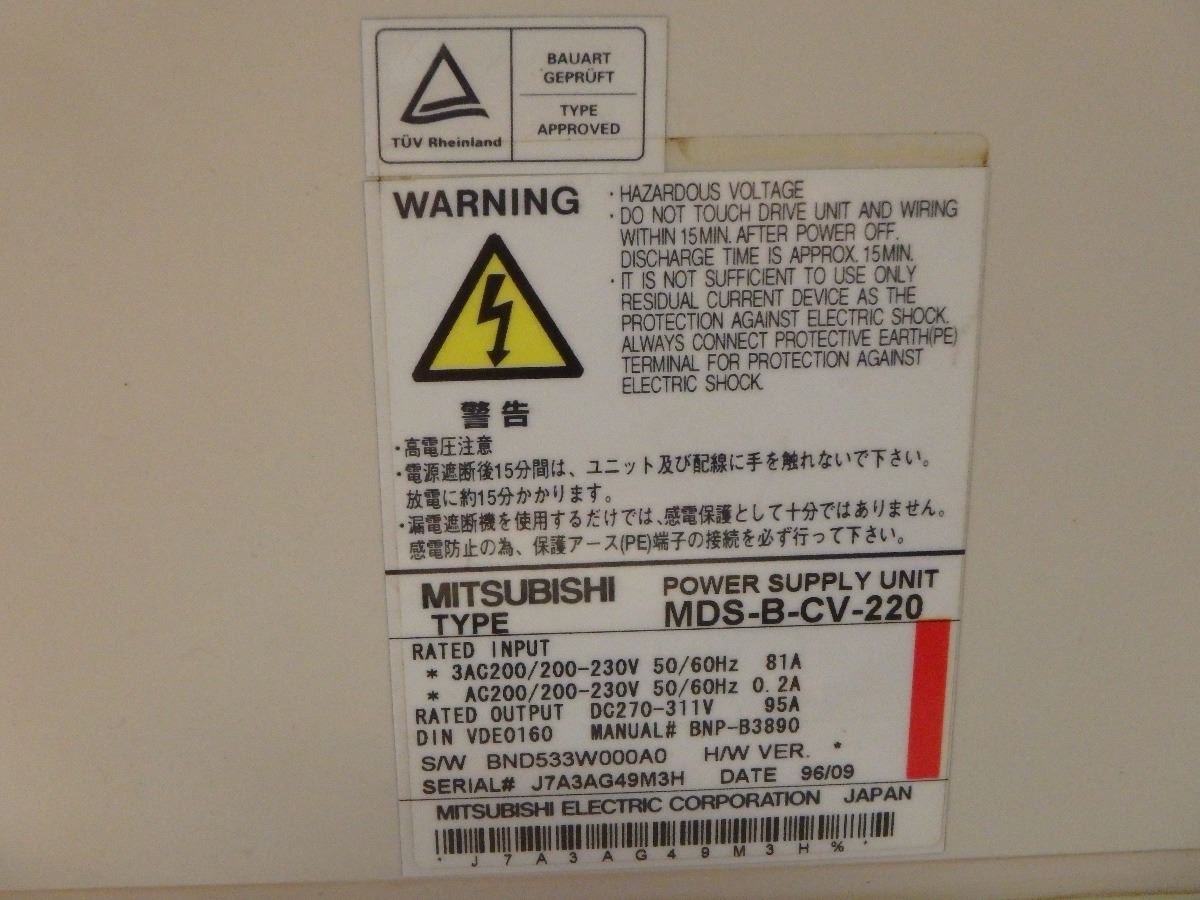 TÜV Rheinland
BAUART
GEPRÜFT
TYPE
APPROVED
WARNING
・HAZARDOUS VOLTAGE
・DO NOT TOUCH DRIVE UNIT AND WIRING
WITHIN 15MIN. AFTER POWER OFF.
DISCHARGE TIME IS APPROX. 15MIN.
・IT IS NOT SUFFICIENT TO USE ONLY
RESIDUAL CURRENT DEVICE AS THE
PROTECTION AGAINST ELECTRIC SHOCK.
ALWAYS CONNECT PROTECTIVE EARTH(PE)
TERMINAL FOR PROTECTION AGAINST
ELECTRIC SHOCK.
警告
・高電圧注意
・電源遮断後15分間は、ユニット及び配線に手を触れないで下さい。
放電に約15分かかります。
・漏電遮断機を使用するだけでは、感電保護として十分ではありません。
感電防止の為、保護アース(PE)端子の接続を必ず行って下さい。
MITSUBISHI POWER SUPPLY UNIT
TYPE MDS-B-CV-220
RATED INPUT
* 3AC200/200-230V 50/60Hz 81A
* AC200/200-230V 50/60Hz 0.2A
RATED OUTPUT DC270-311V 95A
DIN VDE0160 MANUAL# BNP-B3890
S/W BND533W000A0 H/W VER. *
SERIAL# J7A3AG49M3H DATE 96/09
MITSUBISHI ELECTRIC CORPORATION JAPAN
* J 7 A 3 A G 4 9 M 3 H % *